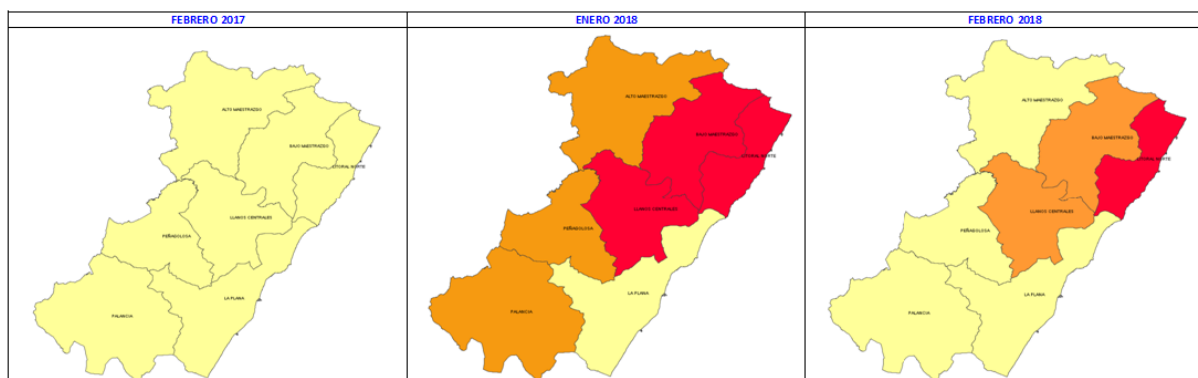 FEBRERO 2017
ENERO 2018
FEBRERO 2018
ALTO MAESTRAZGO
BAJO MAESTRAZGO
LITORAL NORTE
LLANOS CENTRALES
PEÑAGOLOSA
LA PLANA
PALANCIA
ALTO MAESTRAZGO
BAJO MAESTRAZGO
LITORAL NORTE
LLANOS CENTRALES
PEÑAGOLOSA
LA PLANA
PALANCIA
ALTO MAESTRAZGO
BAJO MAESTRAZGO
LITORAL NORTE
LLANOS CENTRALES
PEÑAGOLOSA
LA PLANA
PALANCIA